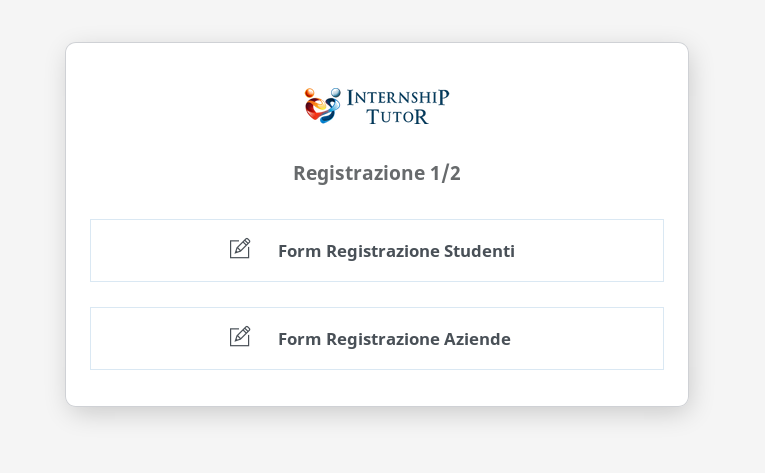 INTERNSHIP
TUTOR
Registrazione 1/2
Form Registrazione Studenti
Form Registrazione Aziende